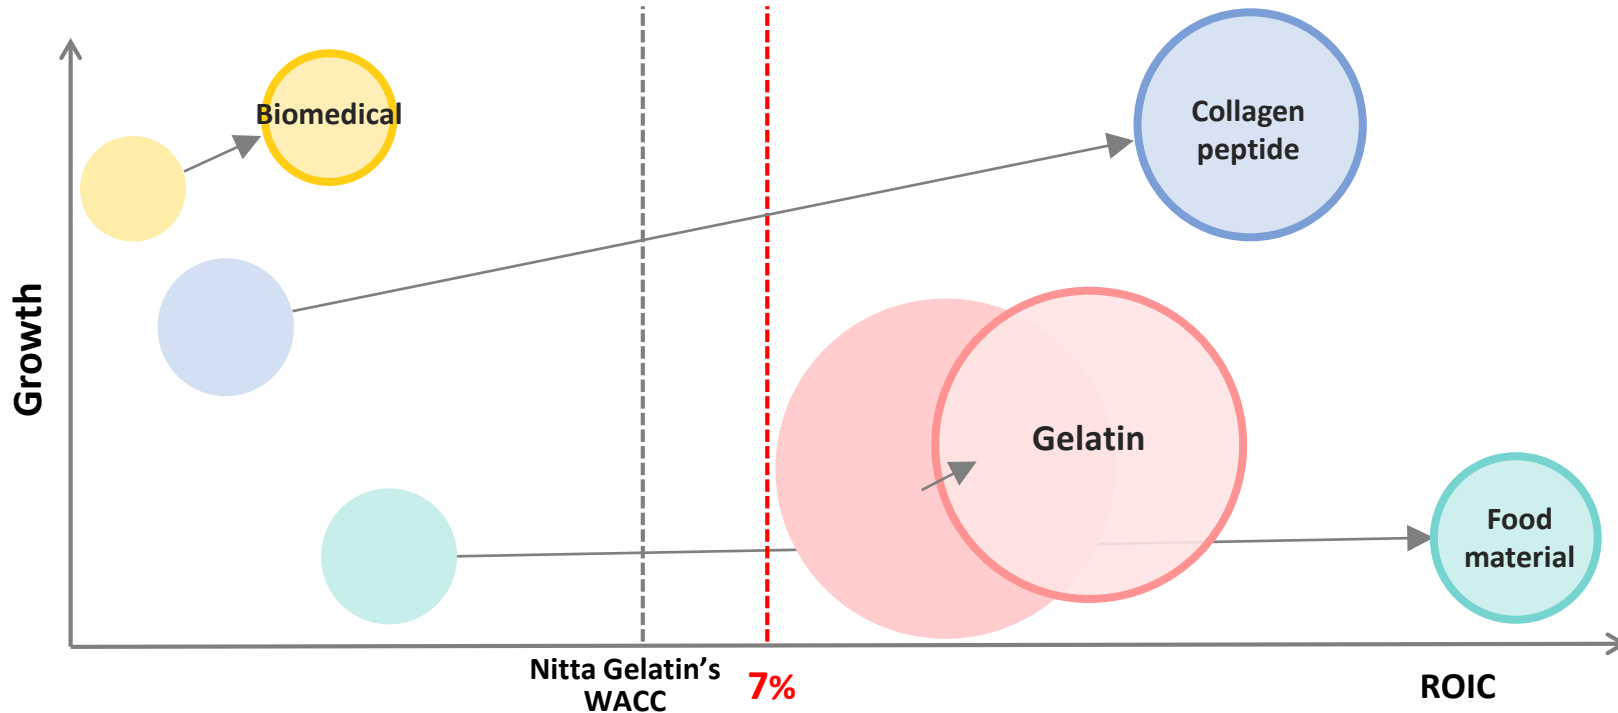 Biomedical
Collagen
peptide
Growth
Gelatin
Food
material
Nitta Gelatin’s
WACC
7%
ROIC